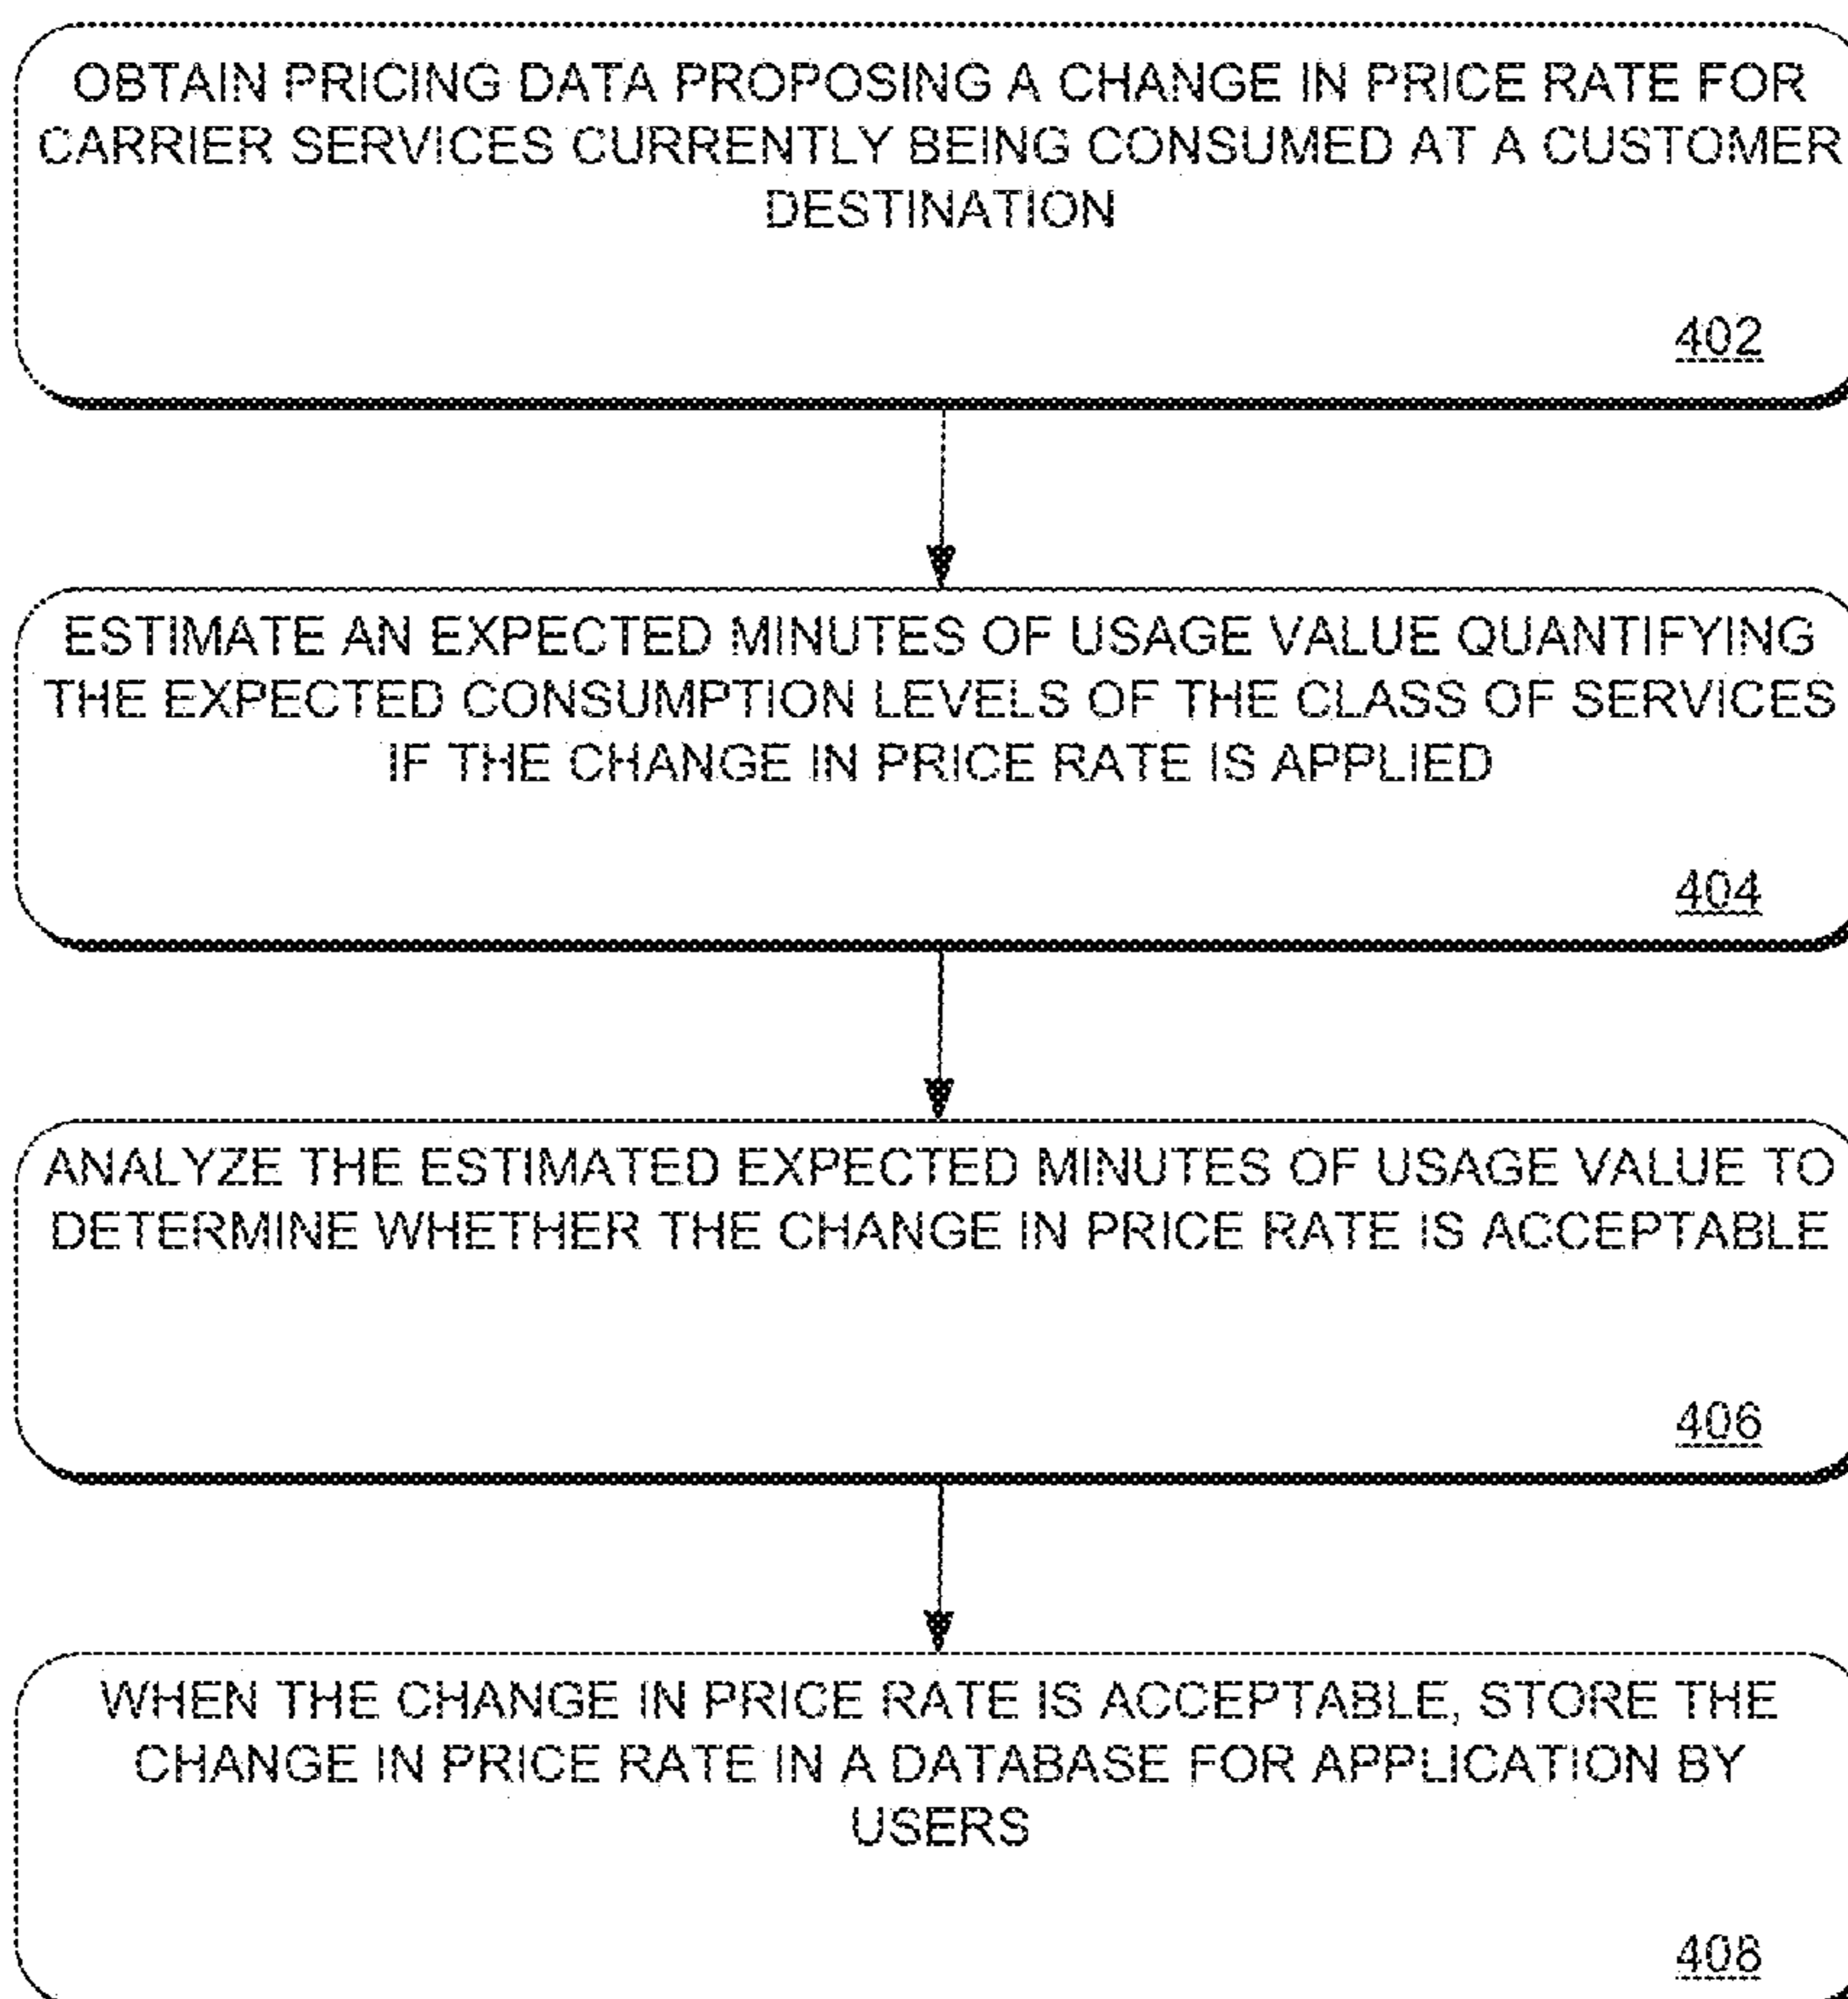 OBTAIN PRICING DATA PROPOSING A CHANGE IN PRICE RATE FOR
CARRIER SERVICES CURRENTLY BEING CONSUMED AT A CUSTOMER
DESTINATION
402
ESTIMATE AN EXPECTED MINUTES OF USAGE VALUE QUANTIFYING
THE EXPECTED CONSUMPTION LEVELS OF THE CLASS OF SERVICES
IF THE CHANGE IN PRICE RATE IS APPLIED
404
ANALYZE THE ESTIMATED EXPECTED MINUTES OF USAGE VALUE TO
DETERMINE WHETHER THE CHANGE IN PRICE RATE IS ACCEPTABLE
406
WHEN THE CHANGE IN PRICE RATE IS ACCEPTABLE, STORE THE
CHANGE IN PRICE RATE IN A DATABASE FOR APPLICATION BY
USERS
408